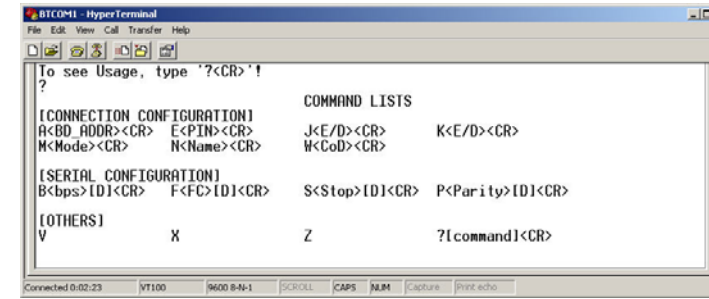 BTCOM1 - HyperTerminal
File Edit View Call Transfer Help
To see Usage, type '?<CR>'!
?
COMMAND LISTS
[CONNECTION CONFIGURATION]
A<BD_ADDR><CR> E<PIN><CR> J<E/D><CR> K<E/D><CR>
M<Mode><CR> N<Name><CR> W<CoD><CR>
[SERIAL CONFIGURATION]
B<bps>[D]<CR> F<FC>[D]<CR> S<Stop>[D]<CR> P<Parity>[D]<CR>
[OTHERS]
V X Z ?[command]<CR>
Connected 0:02:23 VT100 9600 8-N-1 SCROLL CAPS NUM Capture Print echo